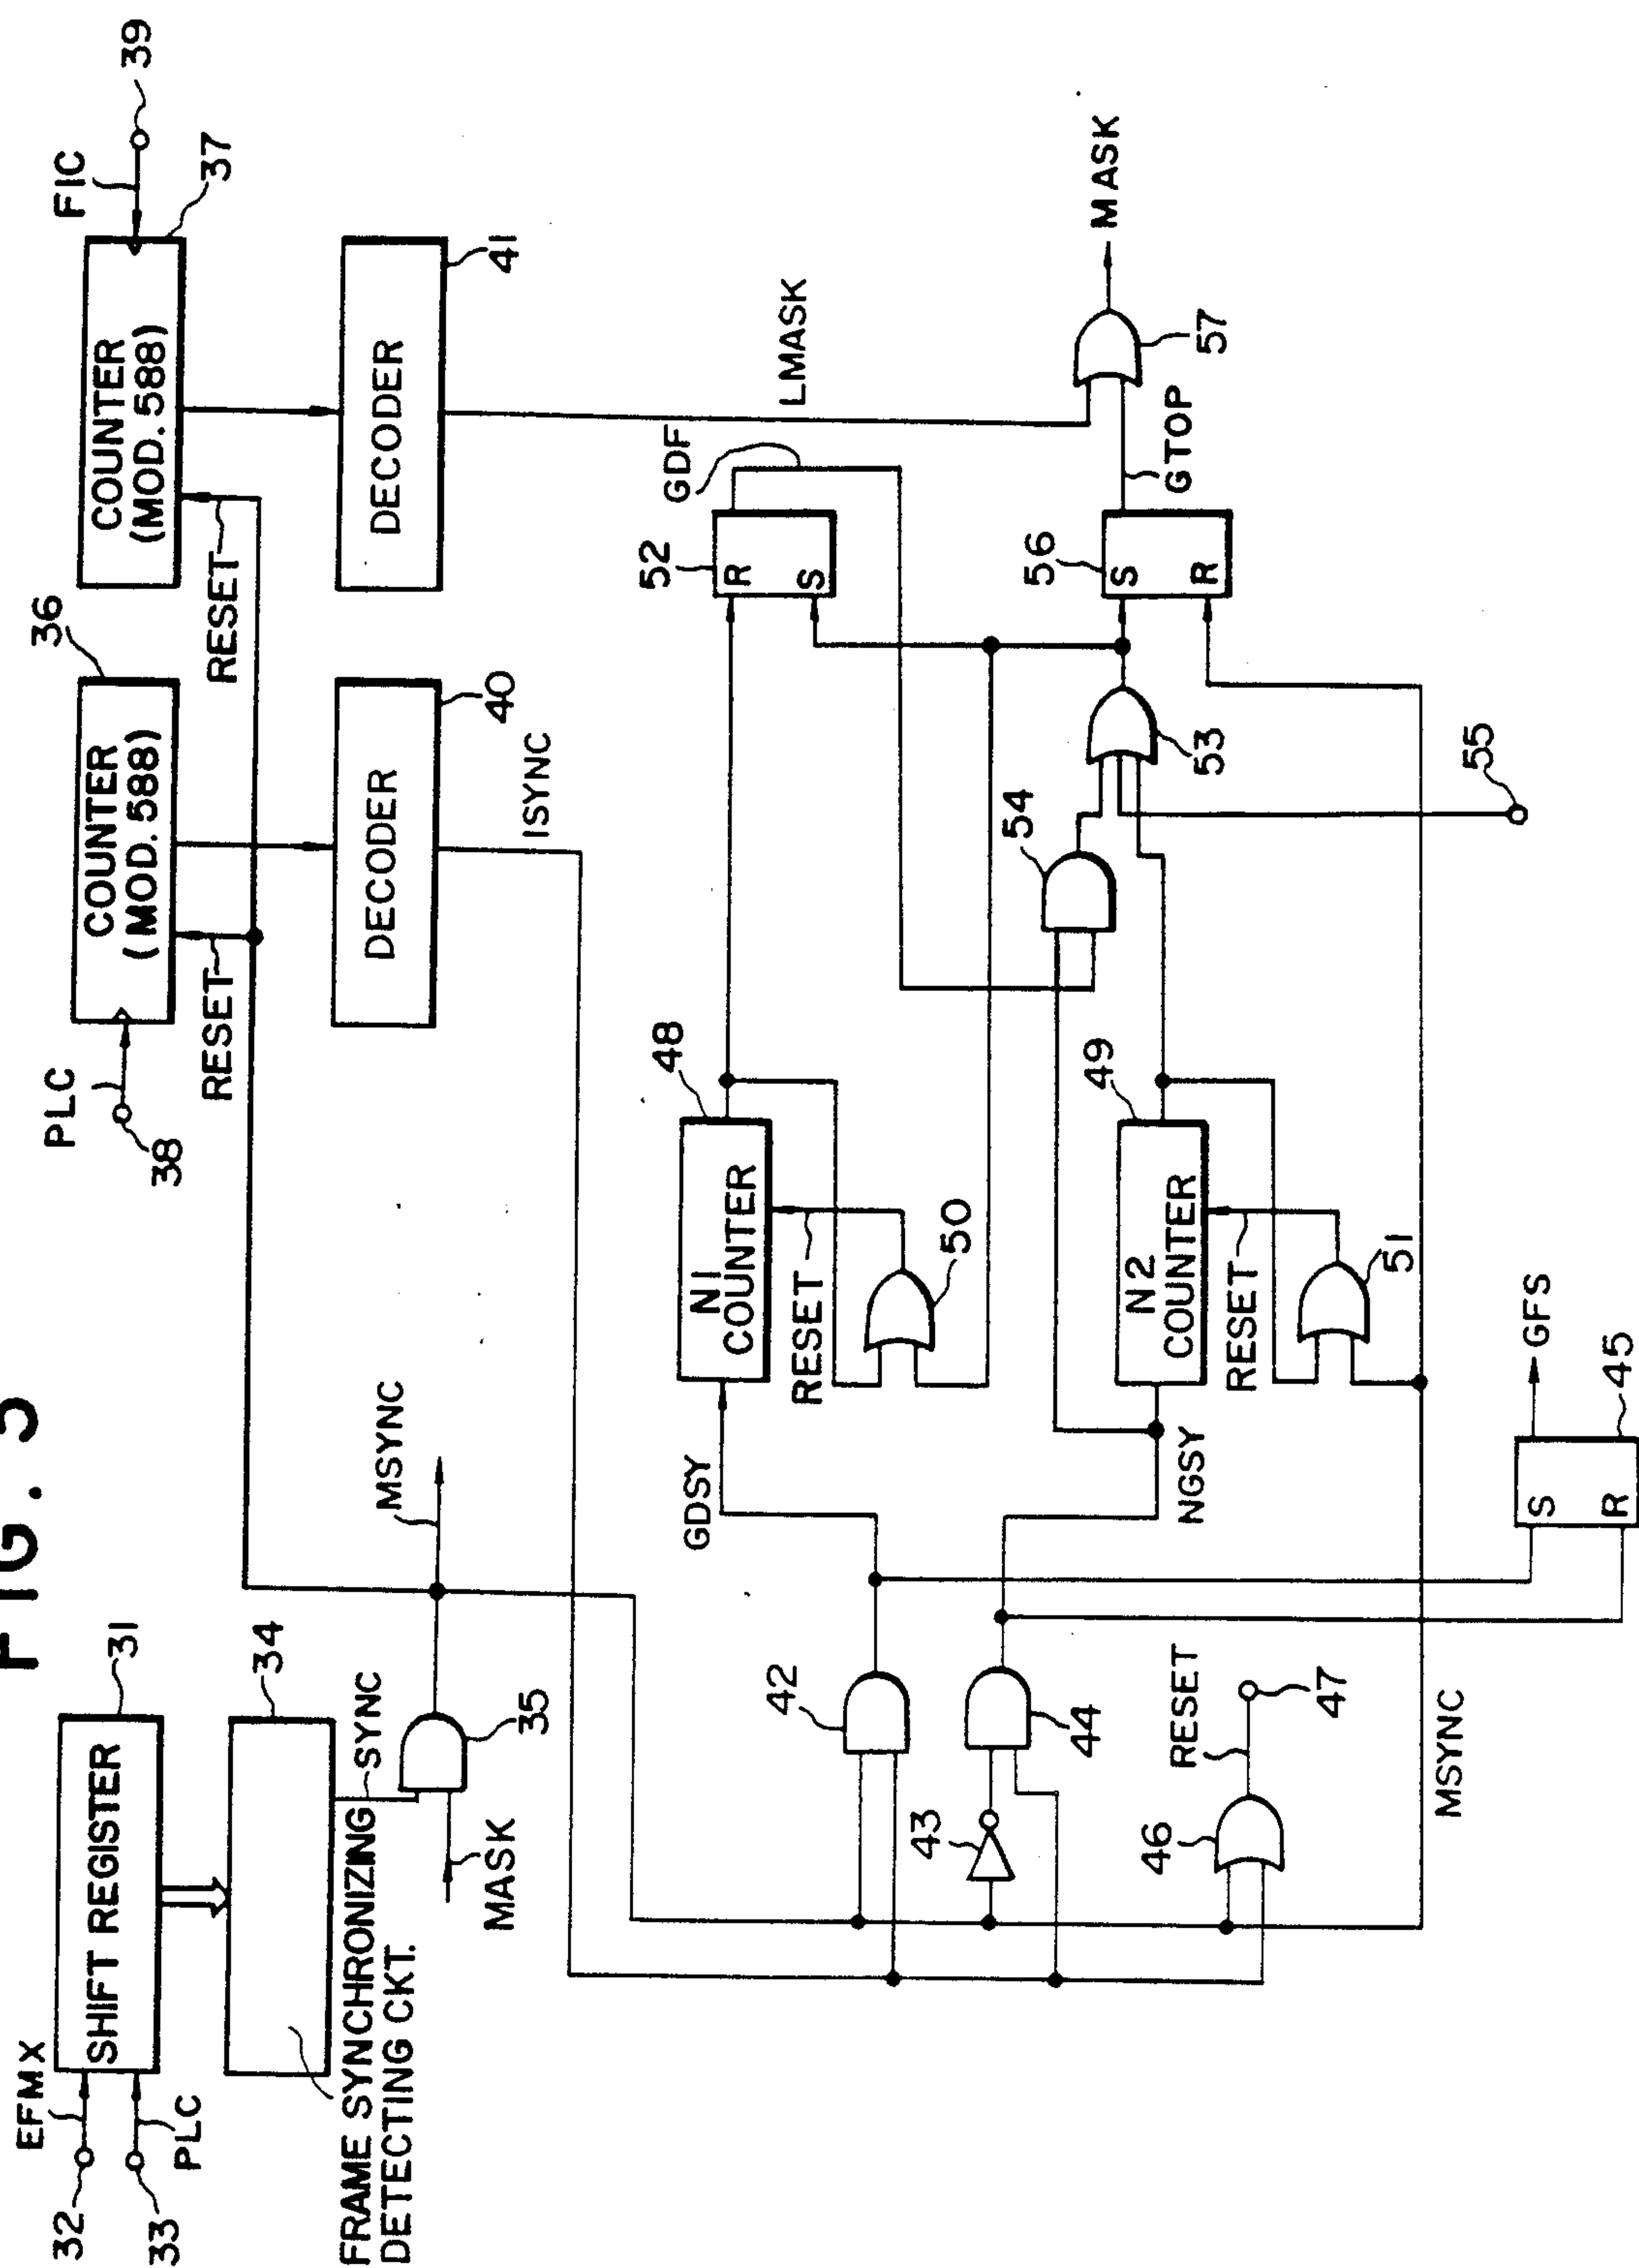 FIG. 3
EFMX
32
33
PLC
SHIFT REGISTER
31
34
FRAME SYNCHRONIZING
DETECTING CKT.
SYNC
35
MASK
MSYNC
PLC
38
COUNTER
(MOD. 588)
36
RESET
DECODER
40
ISYNC
COUNTER
(MOD. 588)
37
FIC
39
RESET
DECODER
41
LMASK
42
43
44
46
RESET
47
MSYNC
GDSY
NGSY
S
R
45
GFS
N1
COUNTER
48
RESET
50
N2
COUNTER
49
RESET
51
52
R
S
GDF
54
53
55
56
S
R
GTOP
57
MASK